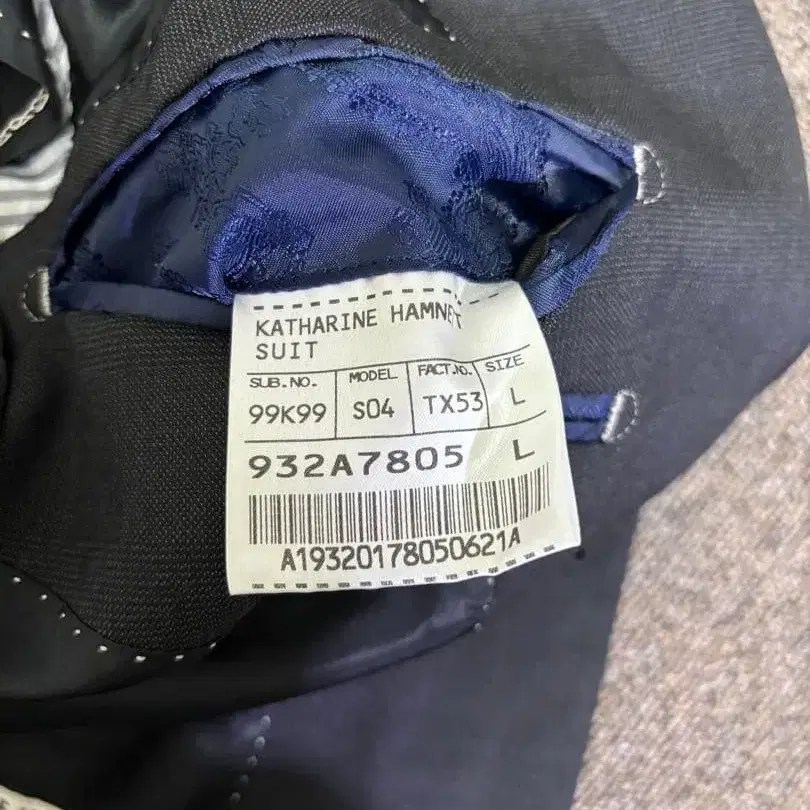 KATHARINE HAMNETT
SUIT
SUB.NO. MODEL FACT.NO. SIZE
99K99 S04 TX53 L
932A7805 L
A19320178050621A